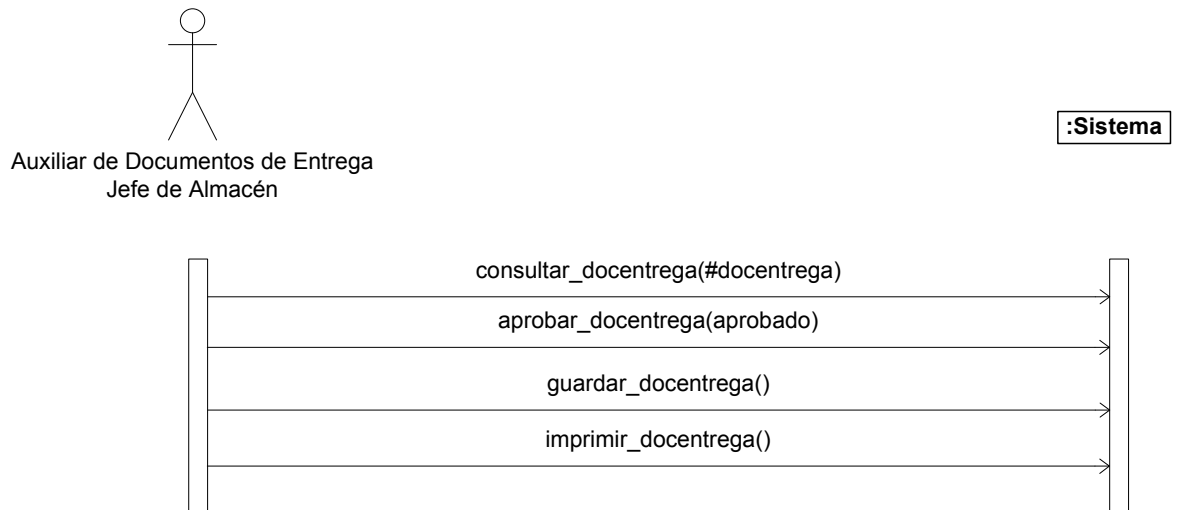 :Sistema
Auxiliar de Documentos de Entrega
Jefe de Almacén
consultar_docentrega(#docentrega)
aprobar_docentrega(aprobado)
guardar_docentrega()
imprimir_docentrega()